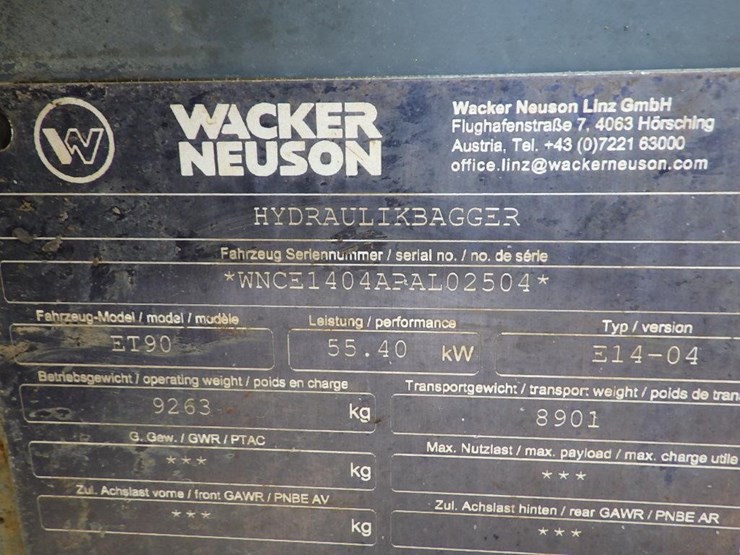 W
WACKER NEUSON
Wacker Neuson Linz GmbH
Flughafenstraße 7, 4063 Hörsching
Austria, Tel. +43 (0)7221 63000
office.linz@wackerneuson.com
HYDRAULIKBAGGER
Fahrzeug Seriennummer / serial no. / no. de série
Fahrzeug-Model / model / modèle
ET90
Leistung / performance
55.40 kW
Typ / version
E14-04
Betriebsgewicht / operating weight / poids en charge
9263 kg
Transportgewicht / transport weight / poids de
8901
G. Gew. / GWR / PTAC
*** kg
Max. Nutzlast / max. payload / max. charge utile
***
Zul. Achslast vorne / front GAWR / PNBE AV
*** kg
Zul. Achslast hinten / rear GAWR / PNBE AR
***